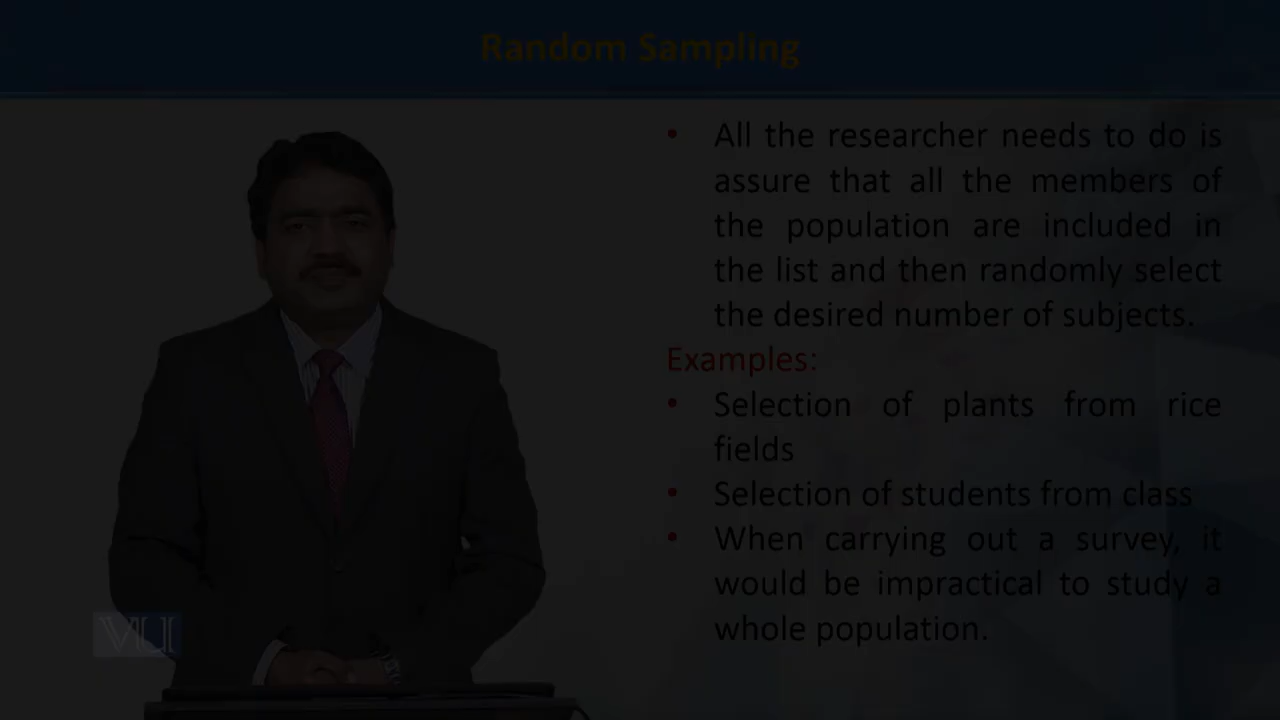 Random Sampling
• All the researcher needs to do is
assure that all the members of
the population are included in
the list and then randomly select
the desired number of subjects.
Examples:
• Selection of plants from rice
fields
• Selection of students from class
• When carrying out a survey, it
would be impractical to study a
whole population.
VU